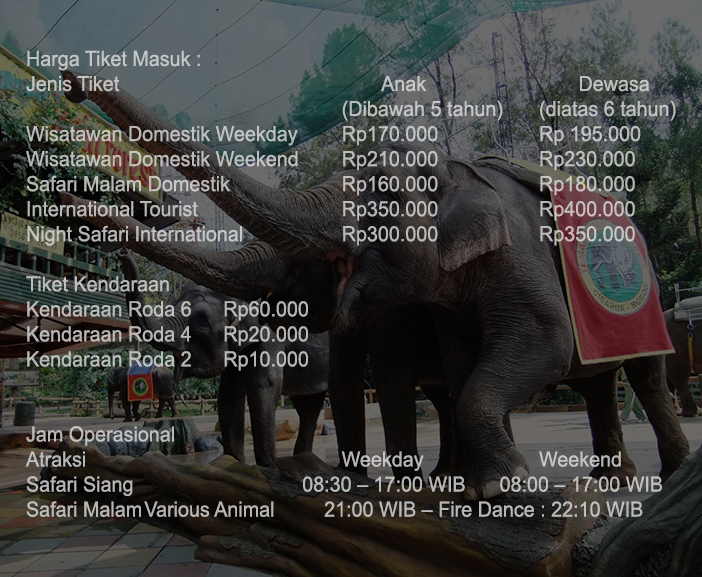 Harga Tiket Masuk :
Jenis Tiket Anak Dewasa
(Dibawah 5 tahun) (diatas 6 tahun)
Wisatawan Domestik Weekday Rp170.000 Rp 195.000
Wisatawan Domestik Weekend Rp210.000 Rp230.000
Safari Malam Domestik Rp160.000 Rp180.000
International Tourist Rp350.000 Rp400.000
Night Safari International Rp300.000 Rp350.000
Tiket Kendaraan
Kendaraan Roda 6 Rp60.000
Kendaraan Roda 4 Rp20.000
Kendaraan Roda 2 Rp10.000
Jam Operasional
Atraksi Weekday Weekend
Safari Siang 08:30 – 17:00 WIB 08:00 – 17:00 WIB
Safari Malam Various Animal 21:00 WIB – Fire Dance : 22:10 WIB